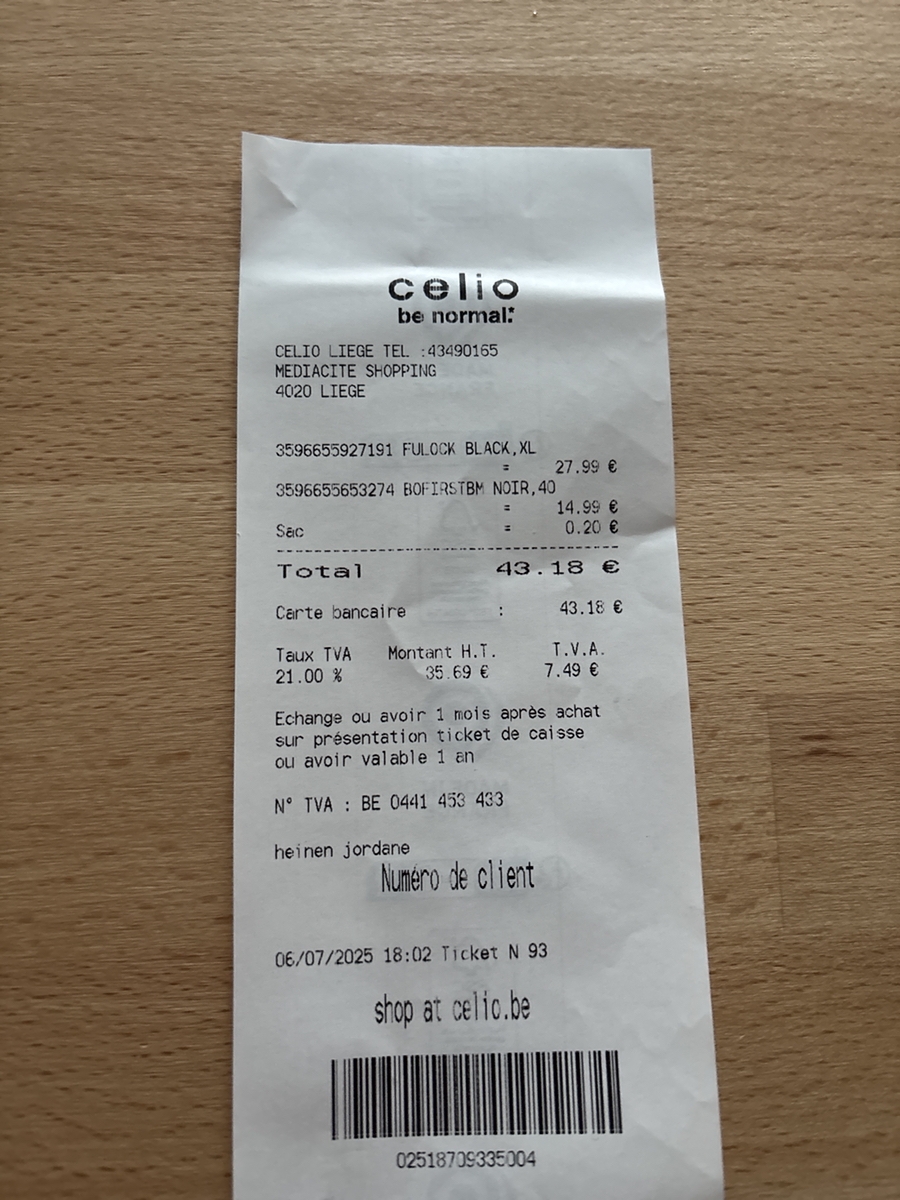 celio
be normal:*
CELIO LIEGE TEL :43490165
MEDIACITE SHOPPING
4020 LIEGE
3596655927191 FULOCK BLACK,XL
= 27.99 €
3596655653274 BOFIRSTBM NOIR,40
= 14.99 €
Sac = 0.20 €
Total 43.18 €
Carte bancaire : 43.18 €
Taux TVA Montant H.T. T.V.A.
21.00 % 35.69 € 7.49 €
Echange ou avoir 1 mois après achat
sur présentation ticket de caisse
ou avoir valable 1 an
N° TVA : BE 0441 453 433
heinen jordane
Numéro de client
06/07/2025 18:02 Ticket N 93
shop at celio.be
02518709335004